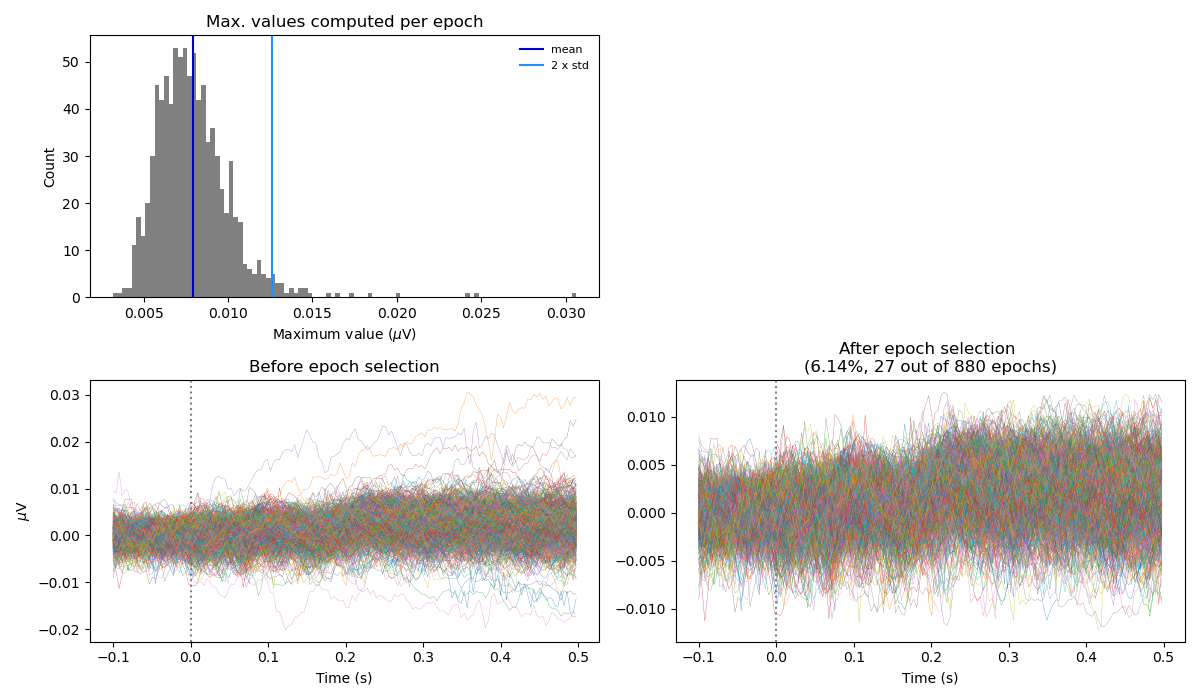 Max. values computed per epoch
mean
2 x std
Count
50
40
30
20
10
0
0.005 0.010 0.015 0.020 0.025 0.030
Maximum value (μV)
Before epoch selection
μV
0.03
0.02
0.01
0.00
−0.01
−0.02
−0.1 0.0 0.1 0.2 0.3 0.4 0.5
Time (s)
After epoch selection
(6.14%, 27 out of 880 epochs)
0.010
0.005
0.000
−0.005
−0.010
−0.1 0.0 0.1 0.2 0.3 0.4 0.5
Time (s)